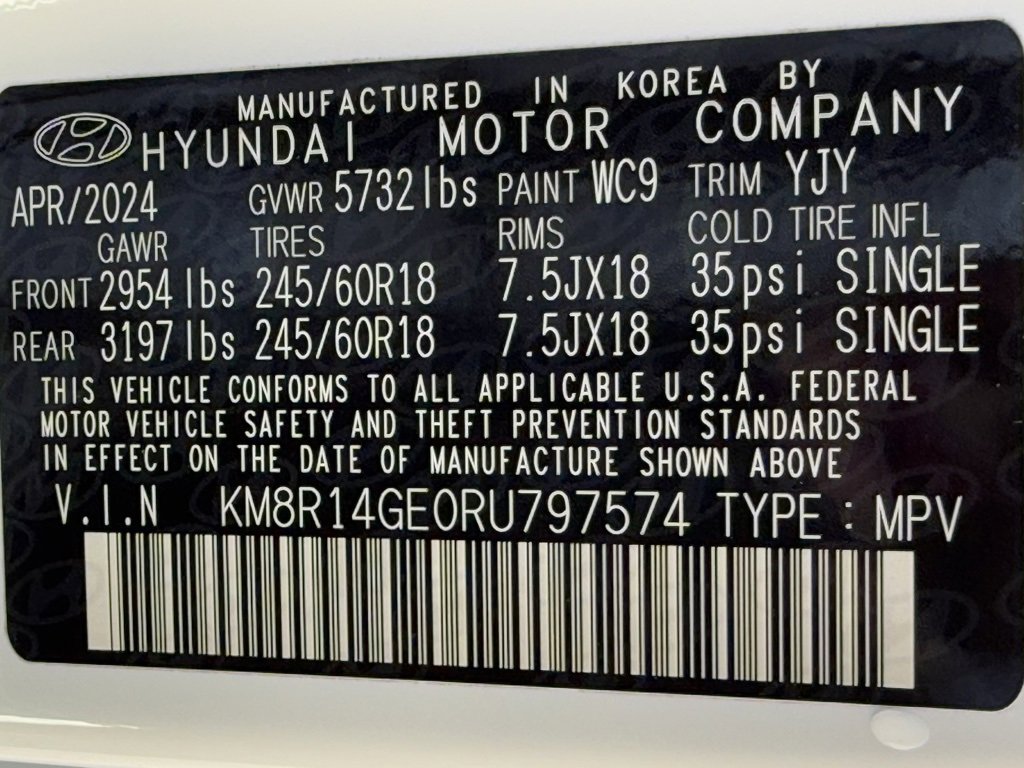 MANUFACTURED IN KOREA BY
HYUNDAI MOTOR COMPANY
APR/2024 GVWR 5732lbs PAINT WC9 TRIM YJY
GAWR TIRES RIMS COLD TIRE INFL
FRONT 2954lbs 245/60R18 7.5JX18 35psi SINGLE
REAR 3197lbs 245/60R18 7.5JX18 35psi SINGLE
THIS VEHICLE CONFORMS TO ALL APPLICABLE U.S.A. FEDERAL
MOTOR VEHICLE SAFETY AND THEFT PREVENTION STANDARDS
IN EFFECT ON THE DATE OF MANUFACTURE SHOWN ABOVE
V.I.N KM8R14GE0RU797574 TYPE : MPV